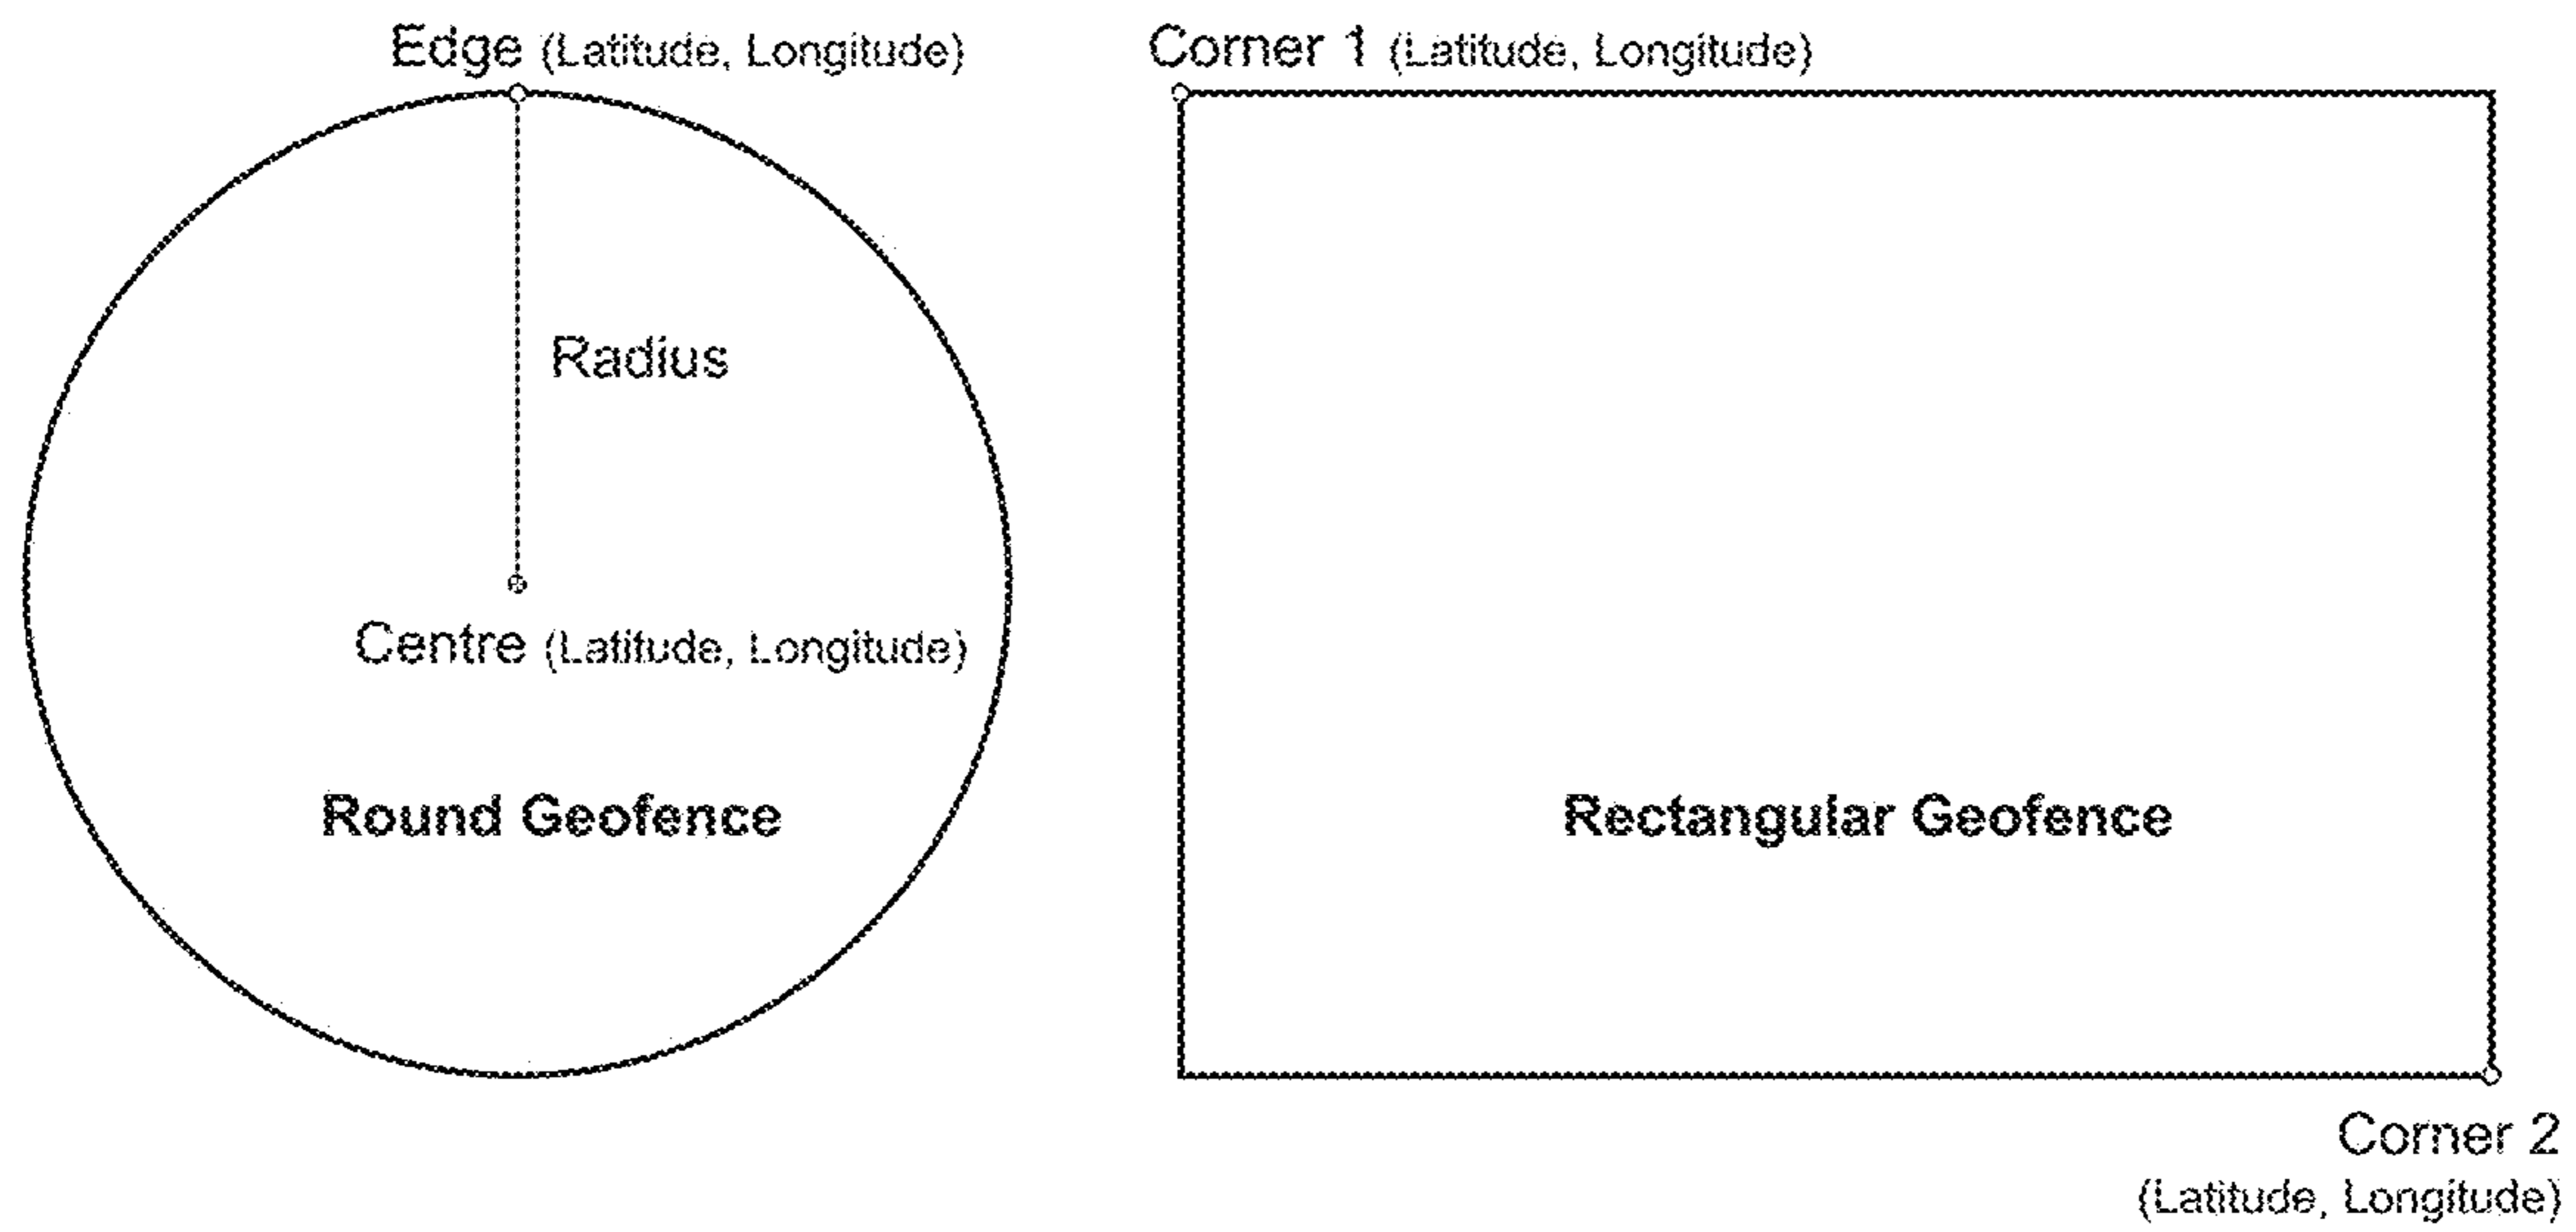 Edge (Latitude, Longitude)
Radius
Centre (Latitude, Longitude)
Round Geofence
Corner 1 (Latitude, Longitude)
Rectangular Geofence
Corner 2
(Latitude, Longitude)